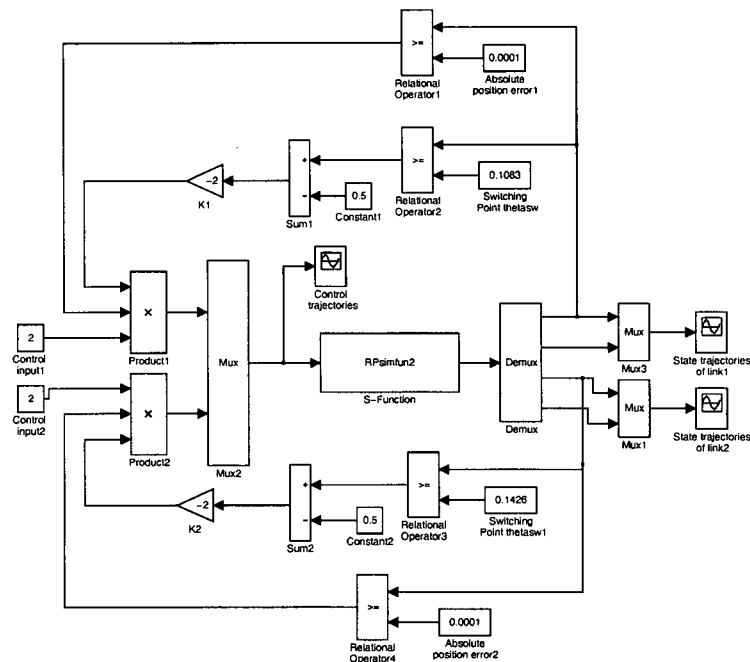 >=
0.0001
Relational
Operator1
Absolute
position error1
-2
K1
+
-
Sum1
0.5
Constant1
>=
Relational
Operator2
0.1083
Switching
Point thetasw
2
Control
input1
×
Product1
2
Control
input2
×
Product2
Mux
Mux2
Control
trajectories
RPsimfun2
S-Function
Demux
Demux
Mux
Mux3
State trajectories
of link1
Mux
Mux1
State trajectories
of link2
-2
K2
+
-
Sum2
0.5
Constant2
>=
Relational
Operator3
0.1426
Switching
Point thetasw1
>=
Relational
Operator4
0.0001
Absolute
position error2